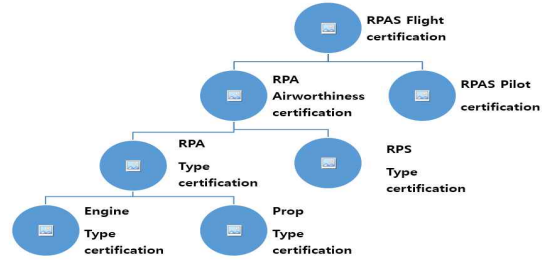 RPAS Flight
certification
RPA
Airworthiness
certification
RPAS Pilot
certification
RPA
Type
certification
RPS
Type
certification
Engine
Type
certification
Prop
Type
certification